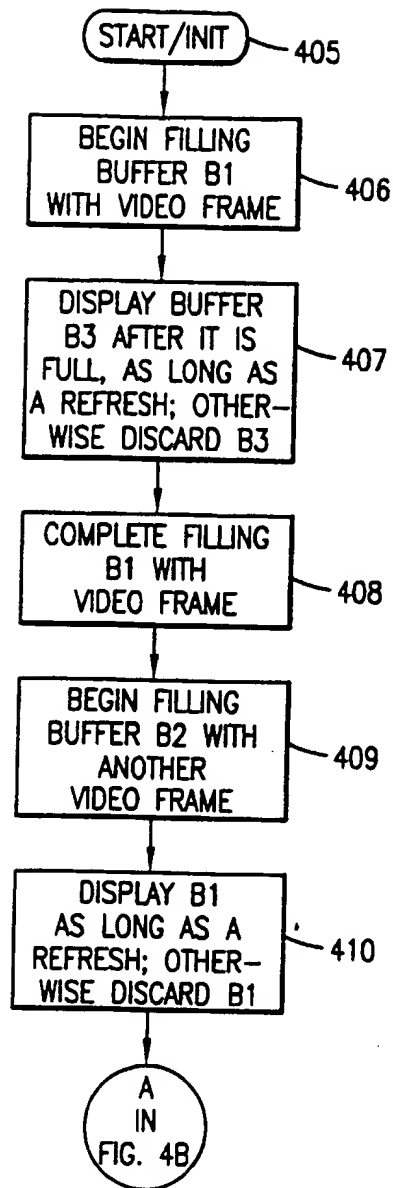 START/INIT
405
BEGIN FILLING
BUFFER B1
WITH VIDEO FRAME
406
DISPLAY BUFFER
B3 AFTER IT IS
FULL, AS LONG AS
A REFRESH; OTHER-
WISE DISCARD B3
407
COMPLETE FILLING
B1 WITH
VIDEO FRAME
408
BEGIN FILLING
BUFFER B2 WITH
ANOTHER
VIDEO FRAME
409
DISPLAY B1
AS LONG AS A
REFRESH; OTHER-
WISE DISCARD B1
410
A
IN
FIG. 4B